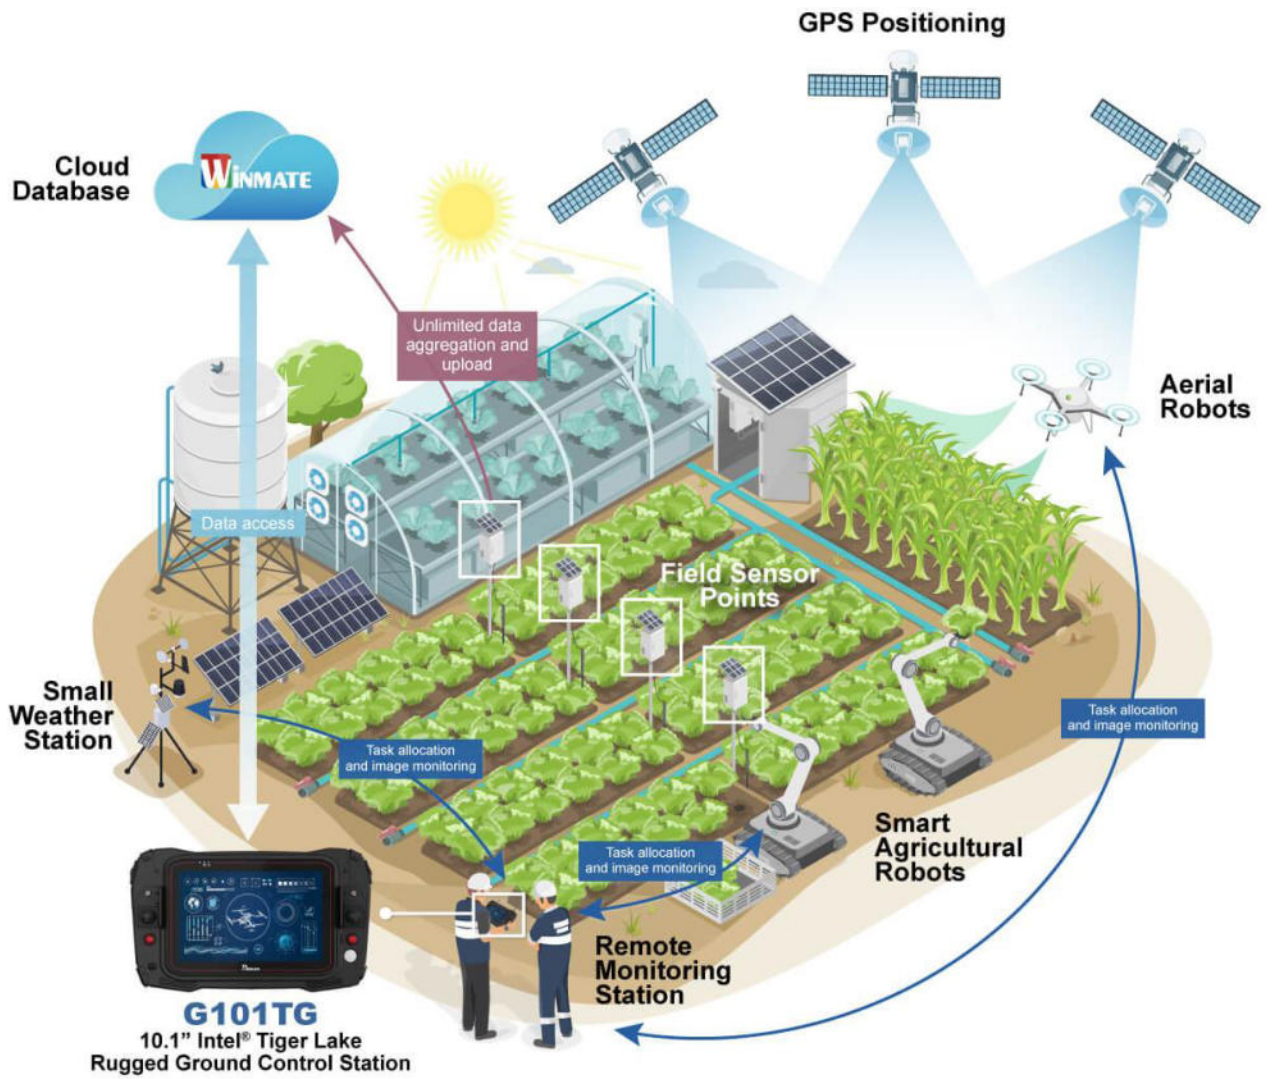 GPS Positioning
Cloud
Database
WINMATE
Unlimited data
aggregation and
upload
Aerial
Robots
Data access
Field Sensor
Points
Small
Weather
Station
Task allocation
and image monitoring
Task allocation
and image monitoring
Task allocation
and image monitoring
Smart
Agricultural
Robots
Remote
Monitoring
Station
G101TG
10.1” Intel® Tiger Lake
Rugged Ground Control Station